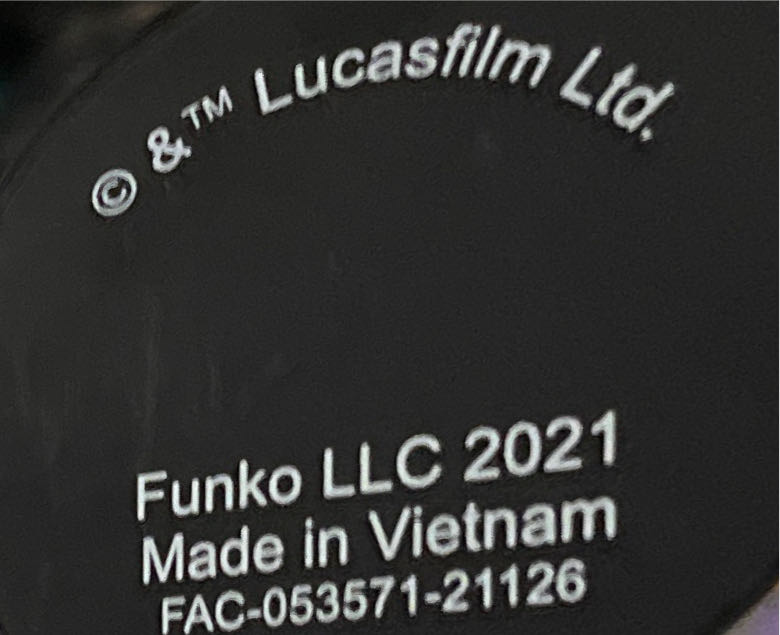 © &™ Lucasfilm Ltd.
Funko LLC 2021
Made in Vietnam
FAC-053571-21126